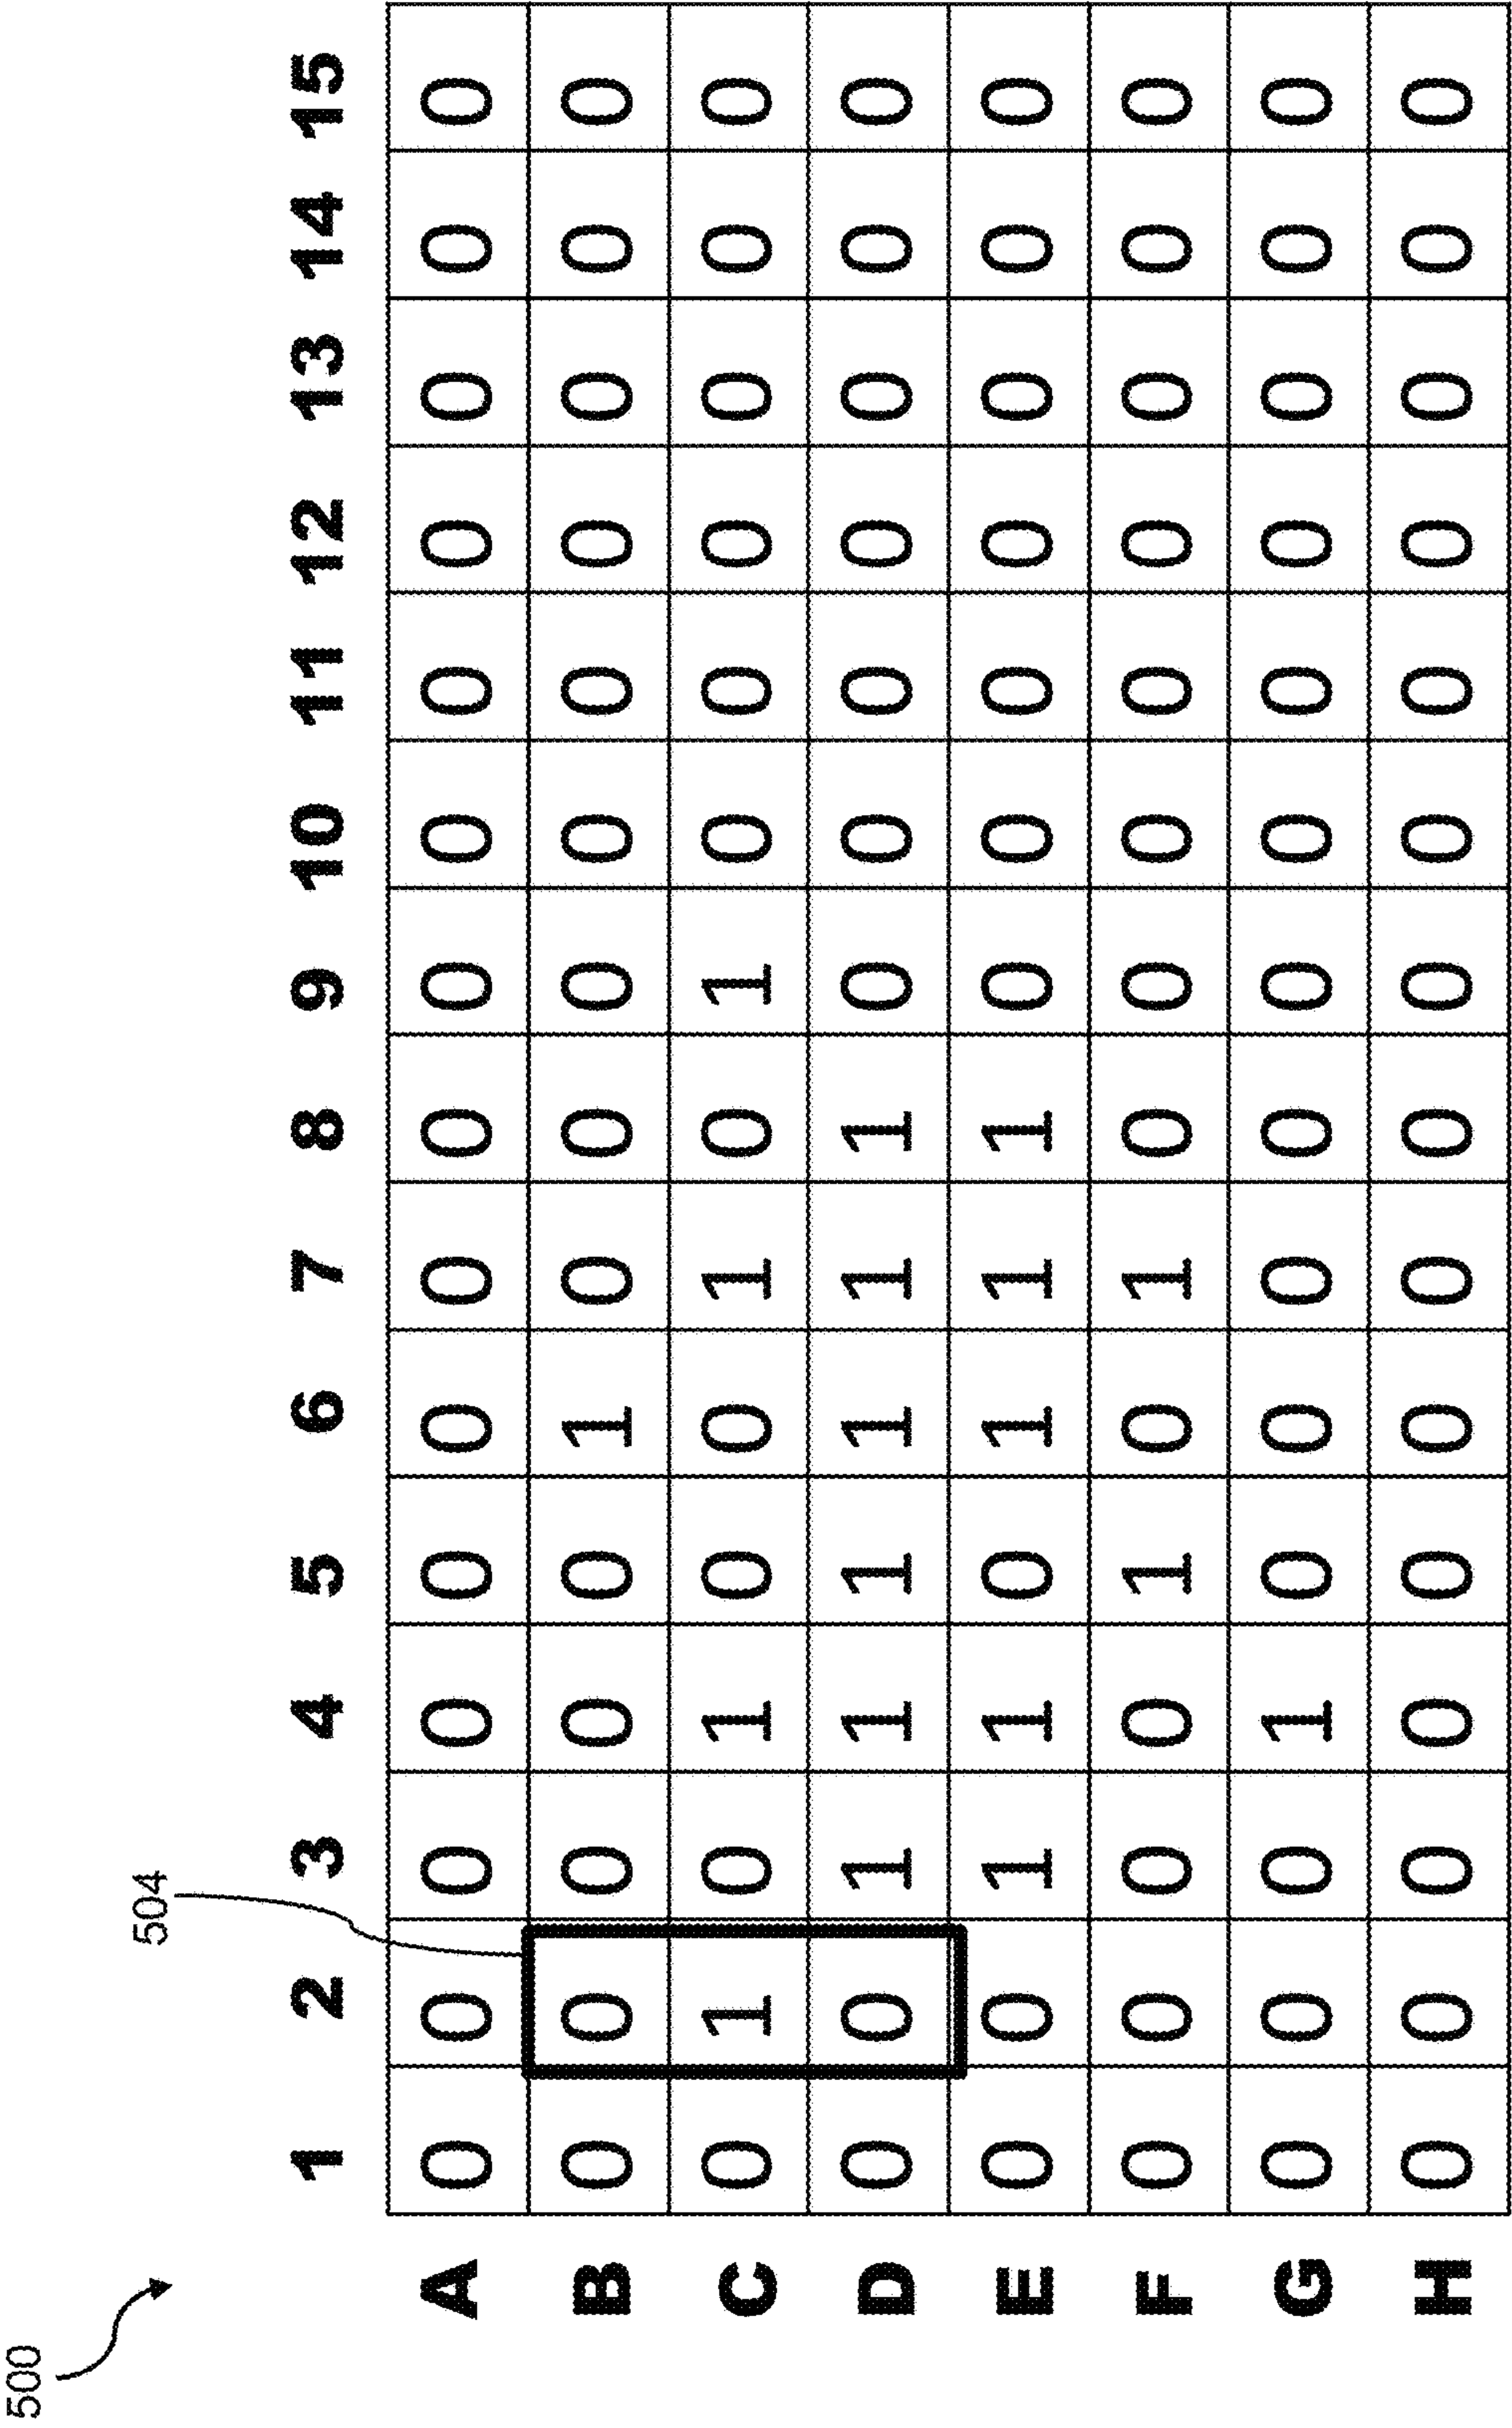 500
504
1 2 3 4 5 6 7 8 9 10 11 12 13 14 15
A 0 0 0 0 0 0 0 0 0 0 0 0 0 0 0
B 0 0 0 0 0 1 0 0 0 0 0 0 0 0 0
C 0 1 0 1 0 0 1 0 1 0 0 0 0 0 0
D 0 0 1 1 1 1 1 1 0 0 0 0 0 0 0
E 0 0 1 1 0 1 1 1 0 0 0 0 0 0 0
F 0 0 0 0 1 0 1 0 0 0 0 0 0 0 0
G 0 0 0 1 0 0 0 0 0 0 0 0 0 0 0
H 0 0 0 0 0 0 0 0 0 0 0 0 0 0 0